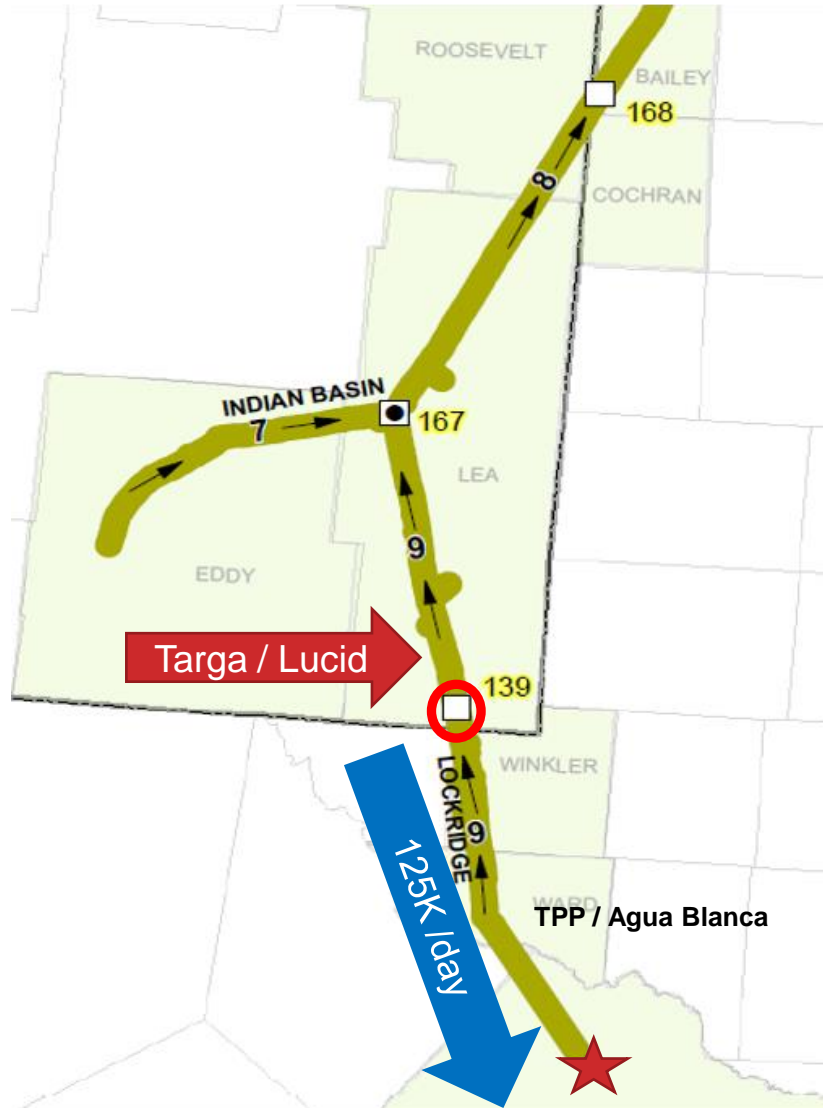 ROOSEVELT
BAILEY
168
8
COCHRAN
INDIAN BASIN
7
167
LEA
9
EDDY
Targa / Lucid
139
WINKLER
LOCKRIDGE
9
125K /day
WARD
TPP / Agua Blanca